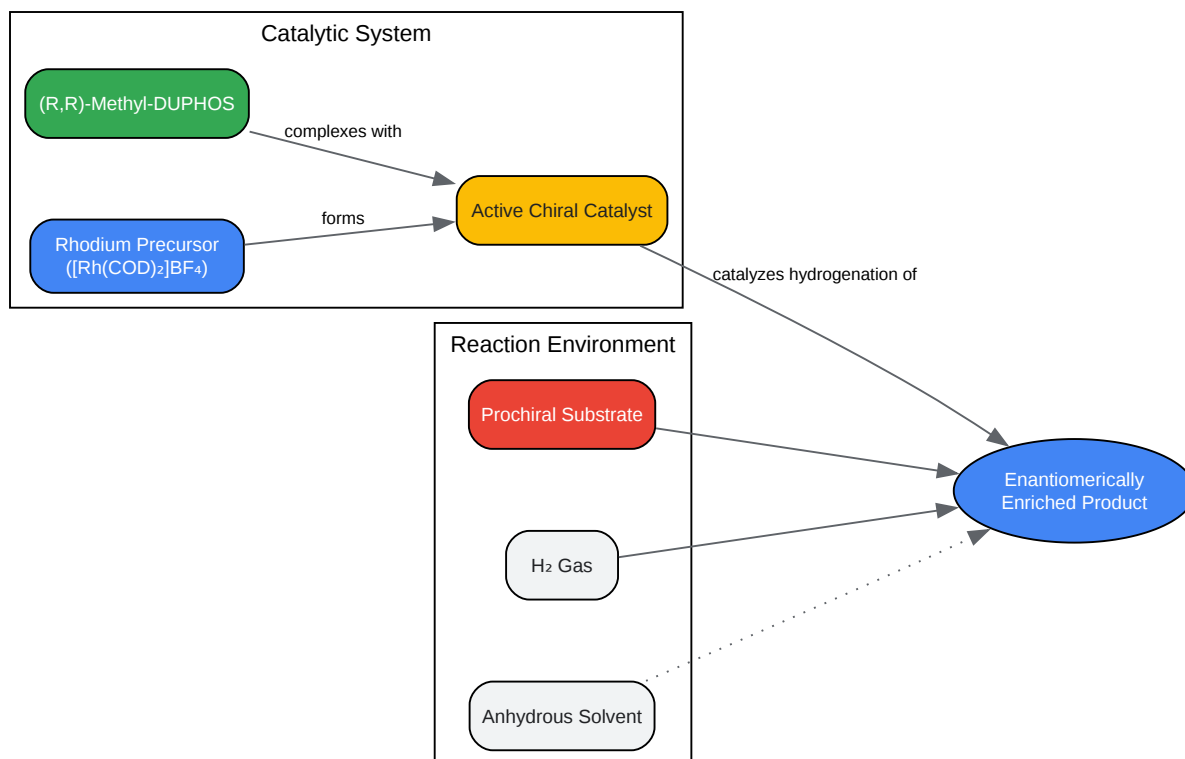 Catalytic System
(R,R)-Methyl-DUPHOS
complexes with
Active Chiral Catalyst
forms
Rhodium Precursor
([Rh(COD)₂]BF₄)
catalyzes hydrogenation of
Reaction Environment
Prochiral Substrate
Enantiomerically
Enriched Product
H₂ Gas
Anhydrous Solvent